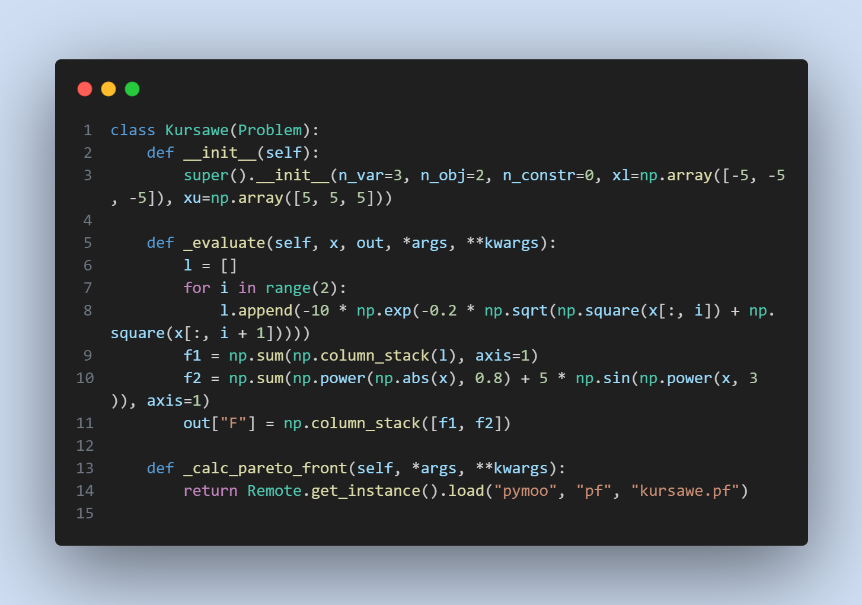 1 class Kursawe(Problem):
2     def __init__(self):
3         super().__init__(n_var=3, n_obj=2, n_constr=0, xl=np.array([-5, -5
, -5]), xu=np.array([5, 5, 5]))
4
5     def _evaluate(self, x, out, *args, **kwargs):
6         l = []
7         for i in range(2):
8             l.append(-10 * np.exp(-0.2 * np.sqrt(np.square(x[:, i]) + np.
square(x[:, i + 1]))))
9         f1 = np.sum(np.column_stack(l), axis=1)
10         f2 = np.sum(np.power(np.abs(x), 0.8) + 5 * np.sin(np.power(x, 3
)), axis=1)
11         out["F"] = np.column_stack([f1, f2])
12
13     def _calc_pareto_front(self, *args, **kwargs):
14         return Remote.get_instance().load("pymoo", "pf", "kursawe.pf")
15